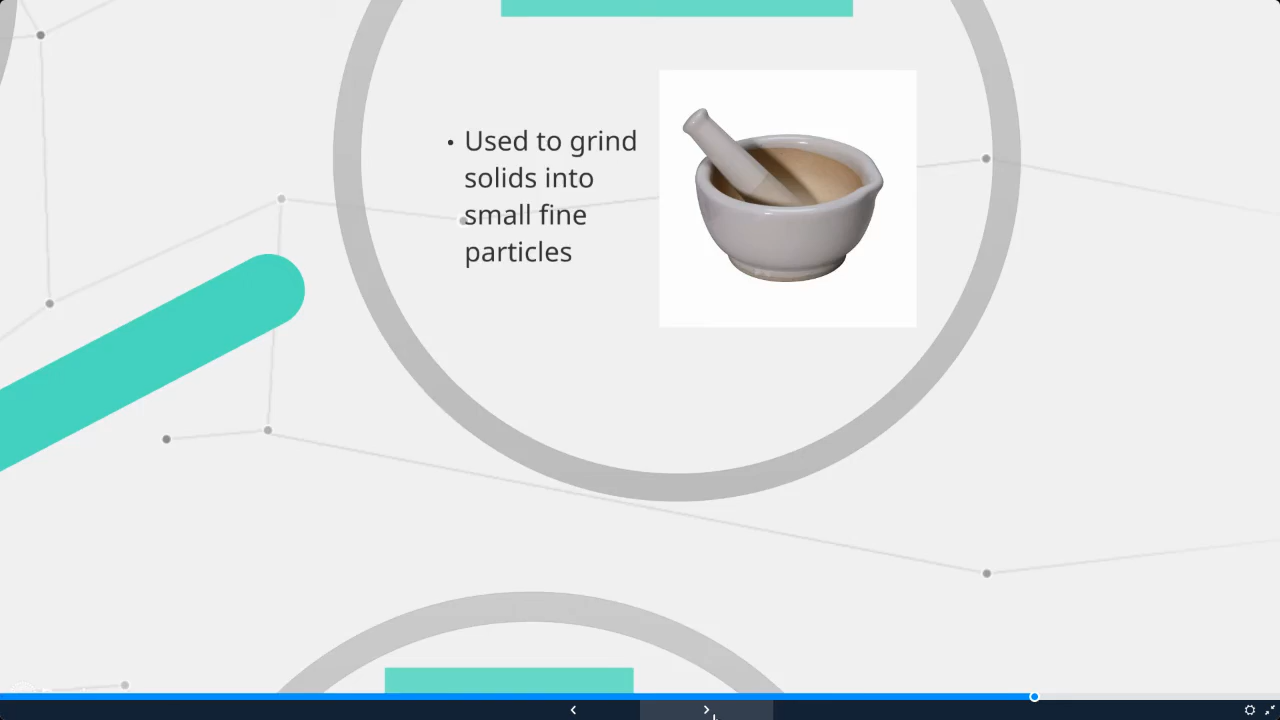 • Used to grind
solids into
small fine
particles